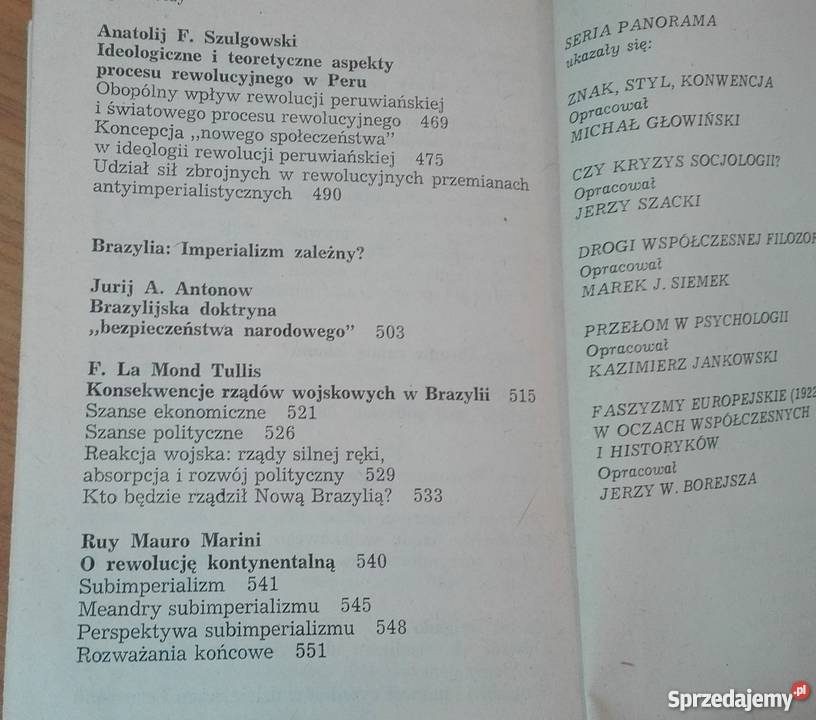 Anatolij F. Szulgowski
Ideologiczne i teoretyczne aspekty
procesu rewolucyjnego w Peru
Obopólny wpływ rewolucji peruwiańskiej
i światowego procesu rewolucyjnego 469
Koncepcja „nowego społeczeństwa”
w ideologii rewolucji peruwiańskiej 475
Udział sił zbrojnych w rewolucyjnych przemianach
antyimperialistycznych 490
Brazylia: Imperializm zależny?
Jurij A. Antonow
Brazylijska doktryna
„bezpieczeństwa narodowego” 503
F. La Mond Tullis
Konsekwencje rządów wojskowych w Brazylii 515
Szanse ekonomiczne 521
Szanse polityczne 526
Reakcja wojska: rządy silnej ręki,
absorpcja i rozwój polityczny 529
Kto będzie rządził Nową Brazylią? 533
Ruy Mauro Marini
O rewolucję kontynentalną 540
Subimperializm 541
Meandry subimperializmu 545
Perspektywa subimperializmu 548
Rozważania końcowe 551
SERIA PANORAMA
ukazały się:
ZNAK, STYL, KONWENCJA
Opracował
MICHAŁ GŁOWIŃSKI
CZY KRYZYS SOCJOLOGII?
Opracował
JERZY SZACKI
DROGI WSPÓŁCZESNEJ FILOZOF
Opracował
MAREK J. SIEMEK
PRZEŁOM W PSYCHOLOGII
Opracował
KAZIMIERZ JANKOWSKI
FASZYZMY EUROPEJSKIE (1922
W OCZACH WSPÓŁCZESNYCH
I HISTORYKÓW
Opracował
JERZY W. BOREJSZA
Sprzedajemy.pl